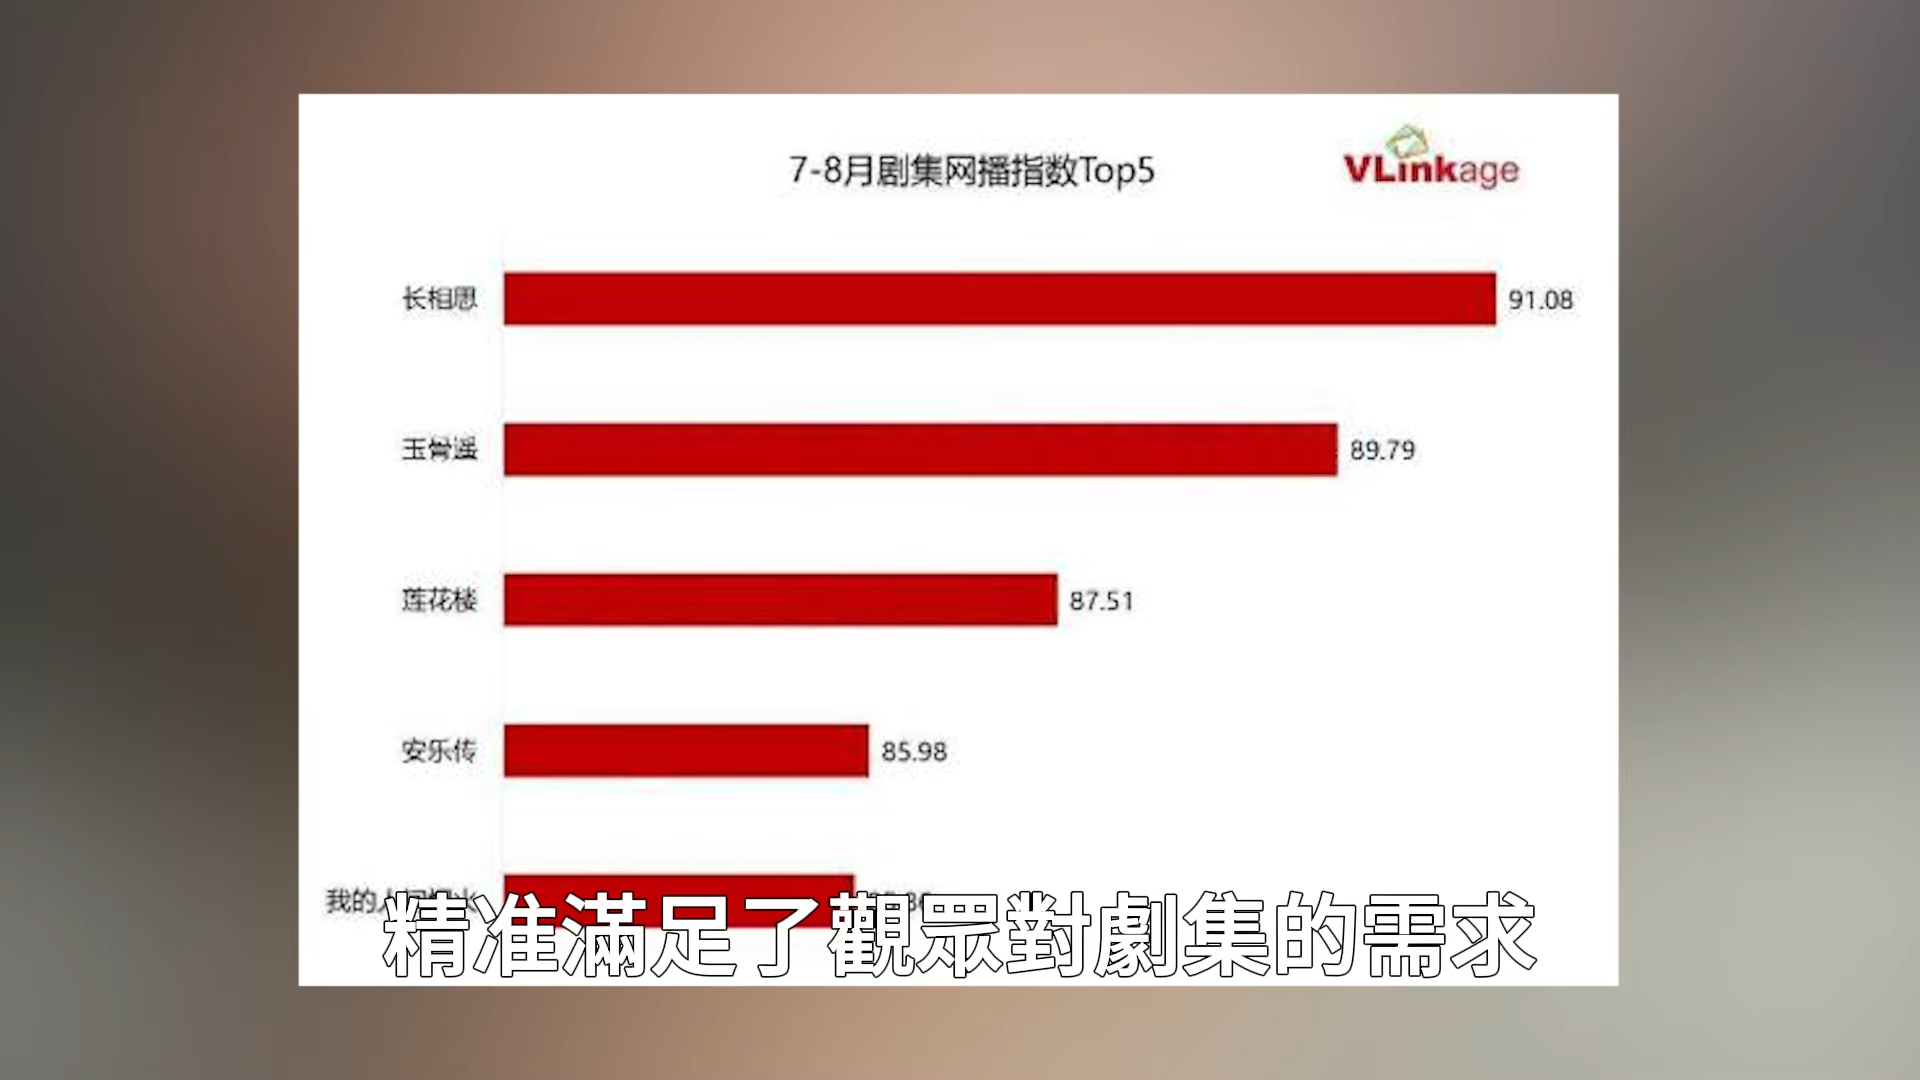 7-8月剧集网播指数Top5
VLinkage
长相思
91.08
玉骨遥
89.79
莲花楼
87.51
安乐传
85.98
我的
精准滿足了觀眾對劇集的需求